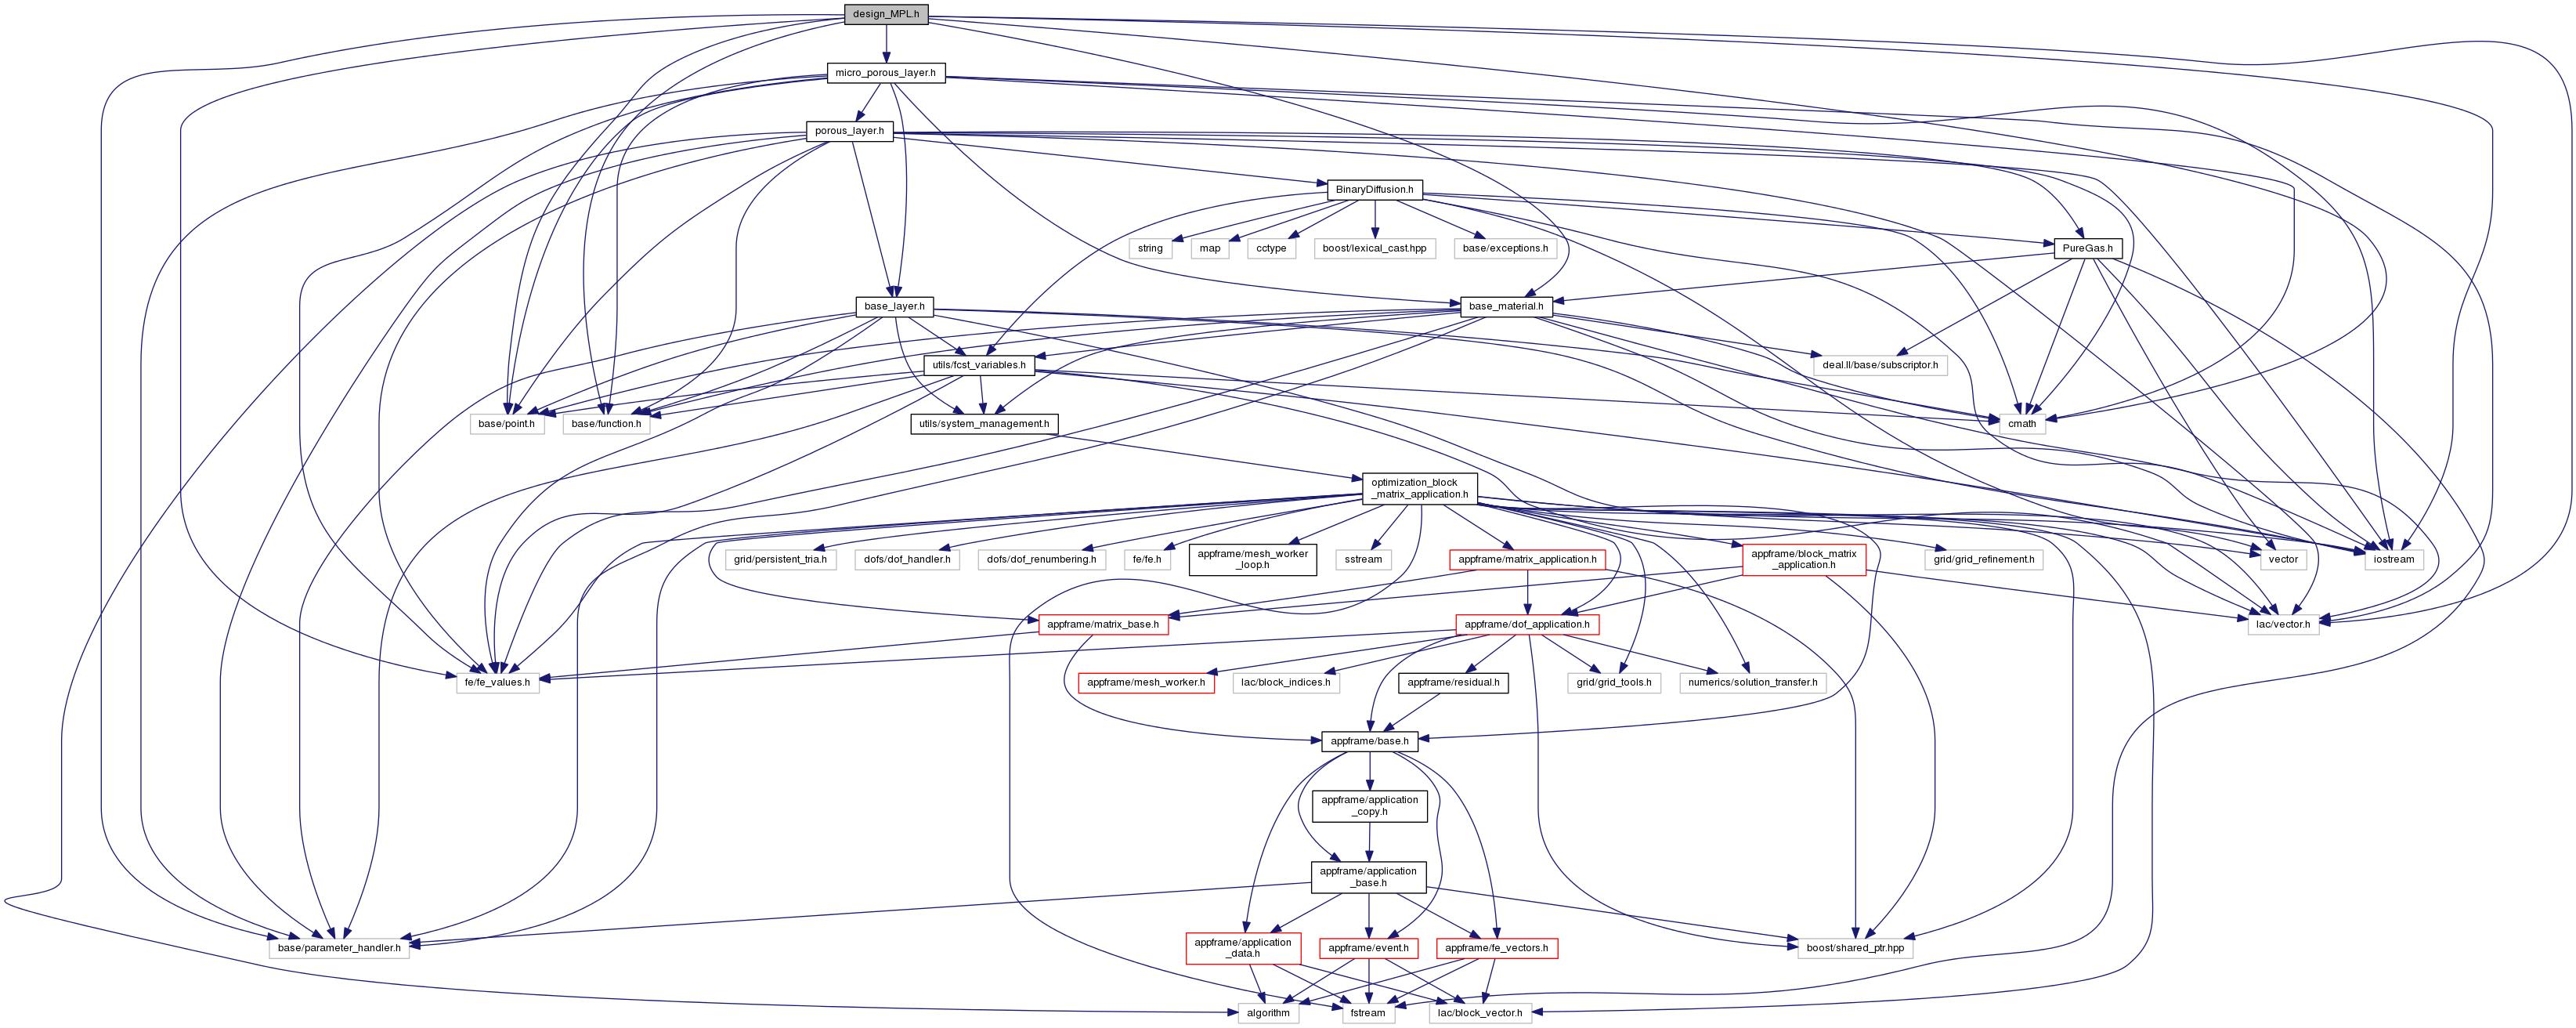 design_MPL.h
micro_porous_layer.h
porous_layer.h
BinaryDiffusion.h
string
map
cctype
boost/lexical_cast.hpp
base/exceptions.h
PureGas.h
base_layer.h
base_material.h
utils/fcst_variables.h
deal.II/base/subscriptor.h
base/point.h
base/function.h
utils/system_management.h
cmath
optimization_block
_matrix_application.h
grid/persistent_tria.h
dofs/dof_handler.h
dofs/dof_renumbering.h
fe/fe.h
appframe/mesh_worker
_loop.h
sstream
appframe/matrix_application.h
appframe/block_matrix
_application.h
grid/grid_refinement.h
vector
iostream
appframe/matrix_base.h
appframe/dof_application.h
lac/vector.h
fe/fe_values.h
appframe/mesh_worker.h
lac/block_indices.h
appframe/residual.h
grid/grid_tools.h
numerics/solution_transfer.h
appframe/base.h
appframe/application
_copy.h
appframe/application
_base.h
base/parameter_handler.h
appframe/application
_data.h
appframe/event.h
appframe/fe_vectors.h
boost/shared_ptr.hpp
algorithm
fstream
lac/block_vector.h